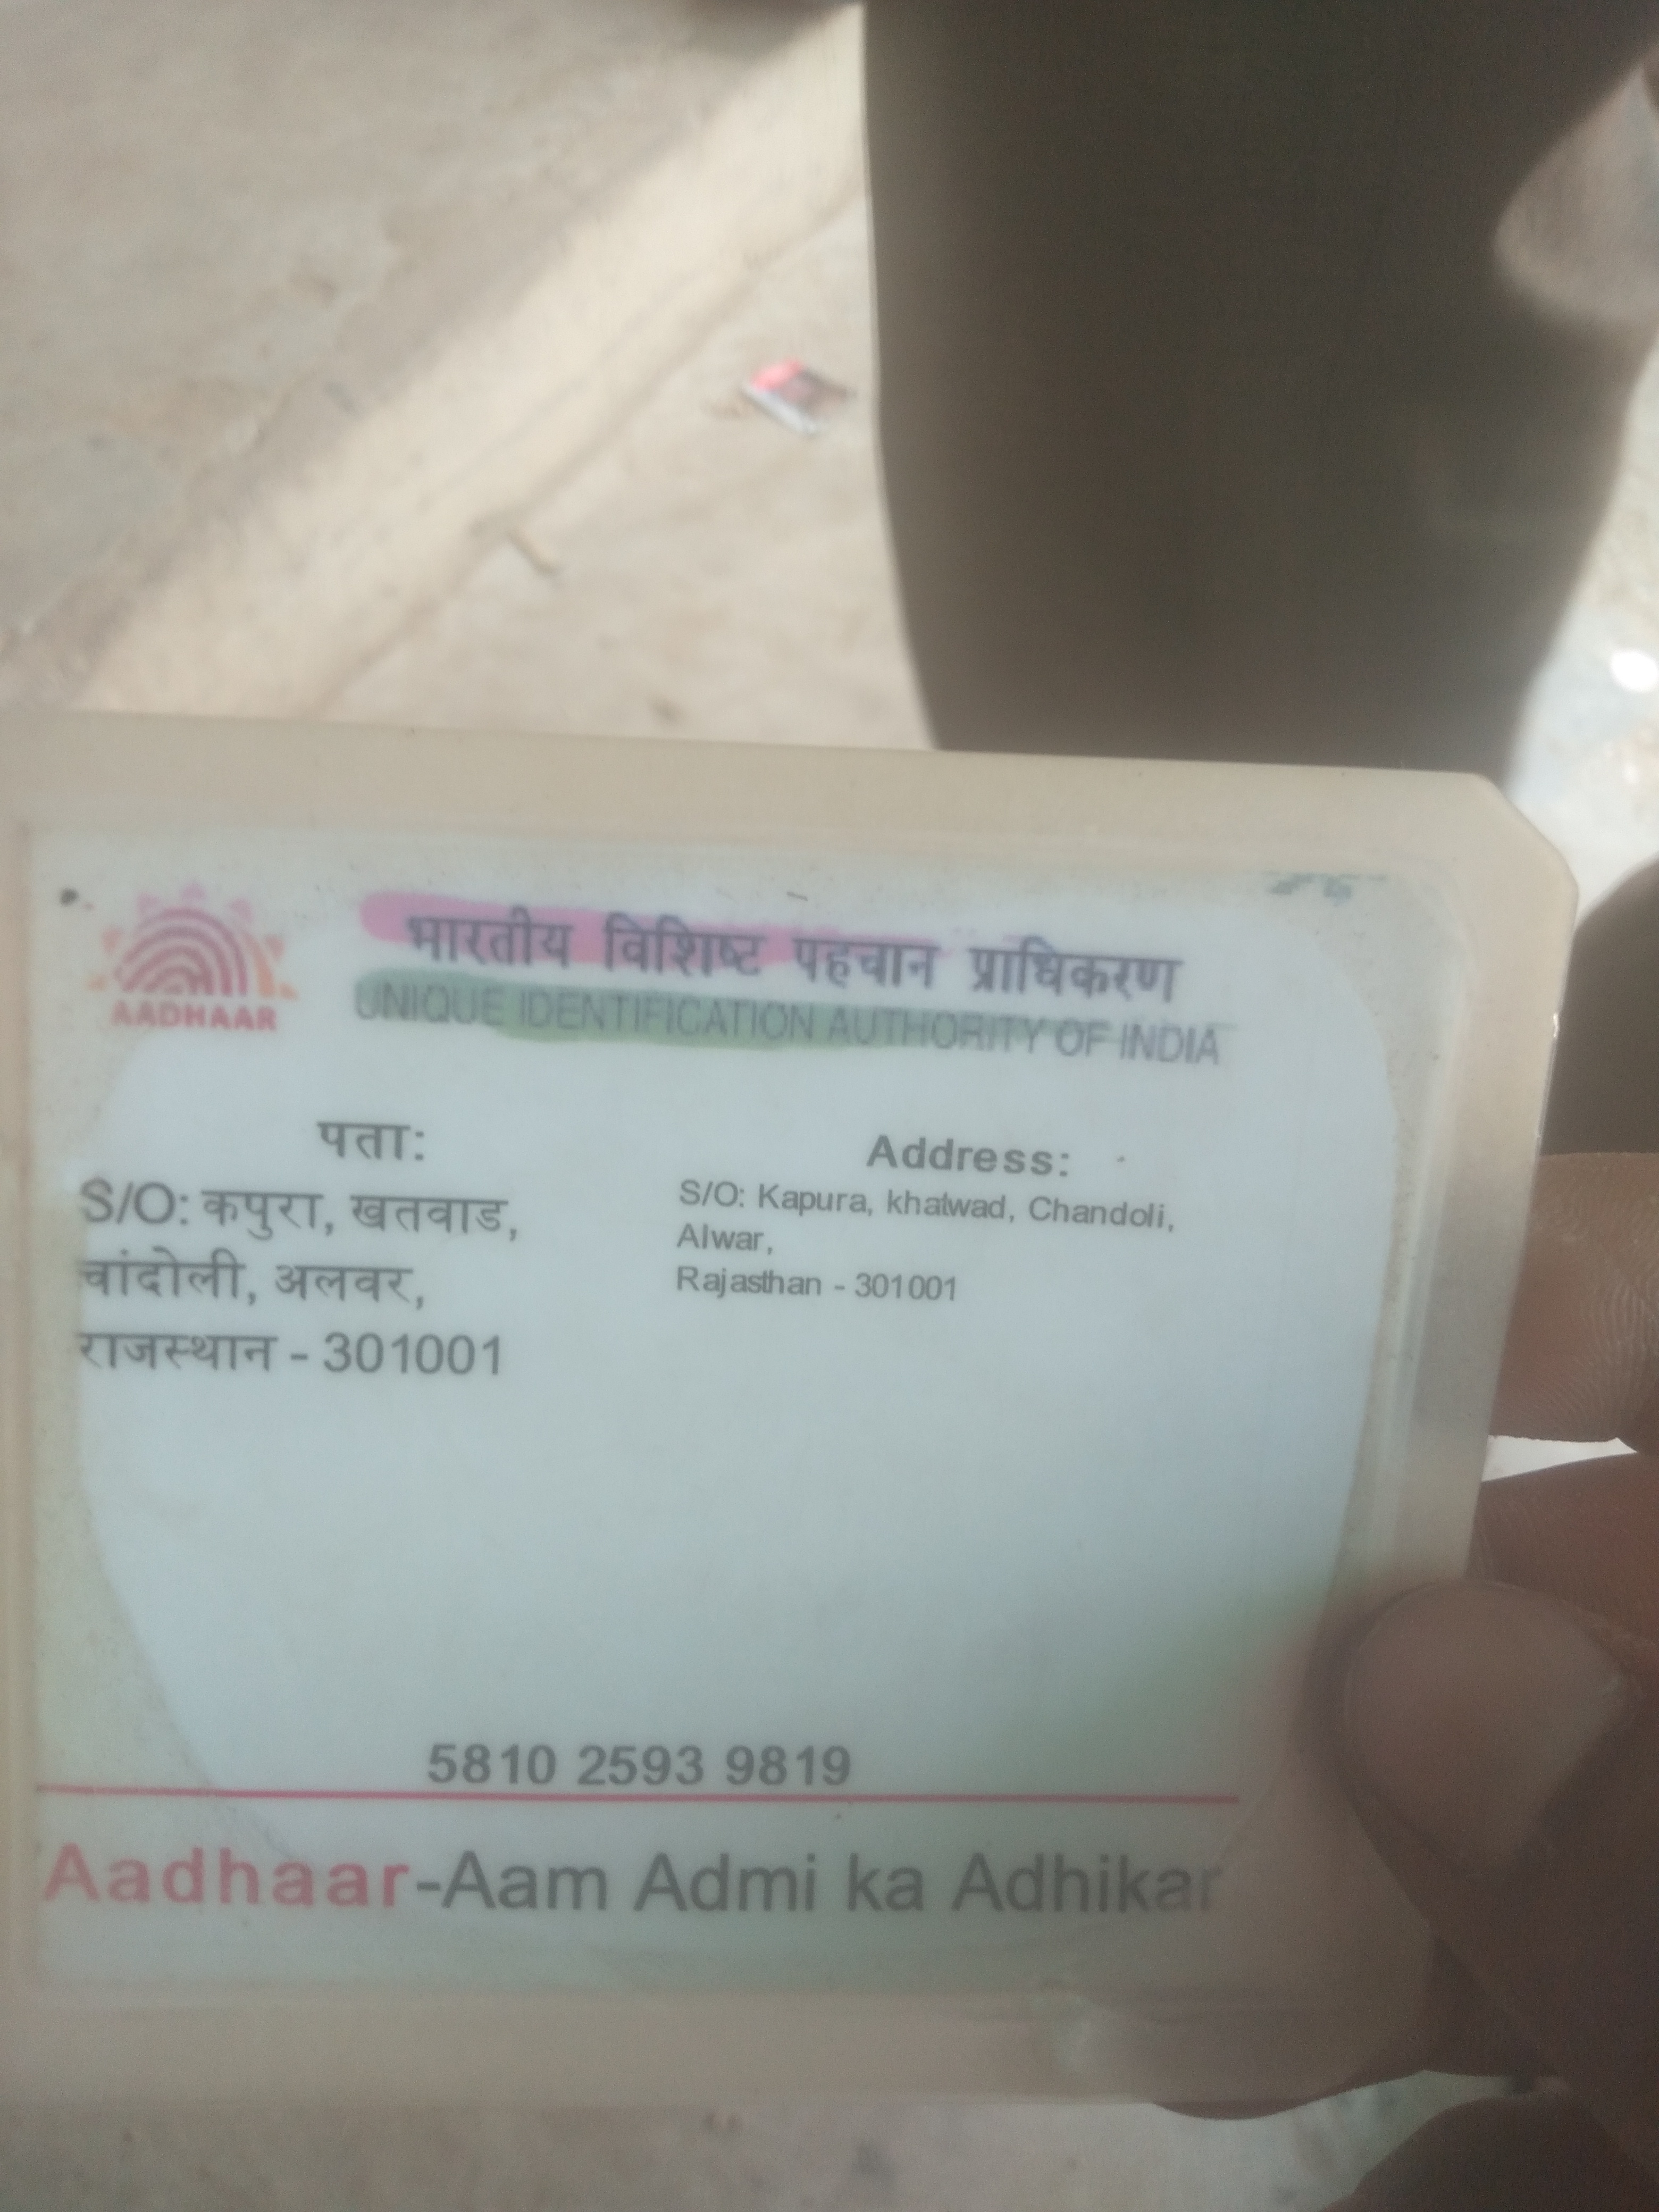 AADHAAR
भारतीय विशिष्ट पहचान प्राधिकरण
UNIQUE IDENTIFICATION AUTHORITY OF INDIA
पता:
S/O: कपुरा, खतवाड,
चांदोली, अलवर,
राजस्थान - 301001
Address:
S/O: Kapura, khatwad, Chandoli,
Alwar,
Rajasthan - 301001
5810 2593 9819
Aadhaar-Aam Admi ka Adhikar